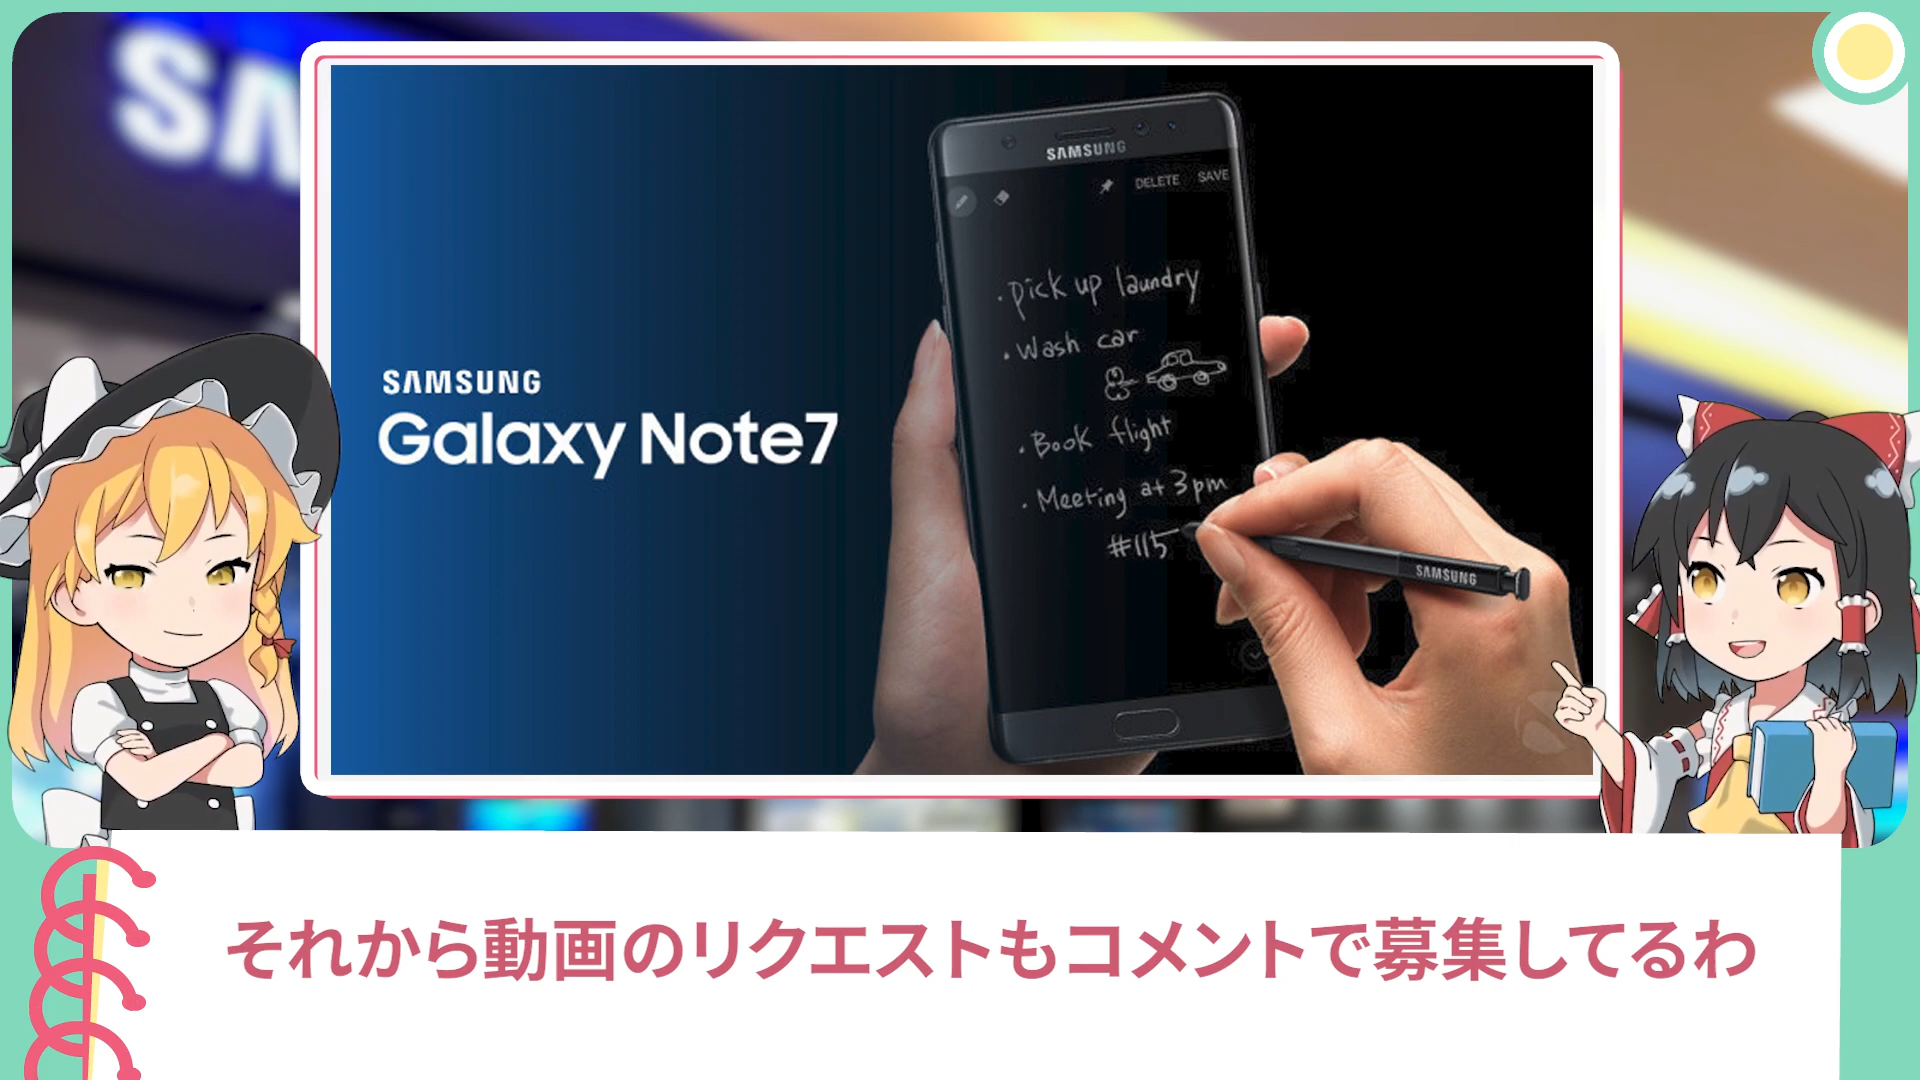 SA
SAMSUNG
Galaxy Note7
SAMSUNG
DELETE SAVE
・pick up laundry
・Wash car
・Book flight
・Meeting at 3pm
#115
SAMSUNG
それから動画のリクエストもコメントで募集してるわ